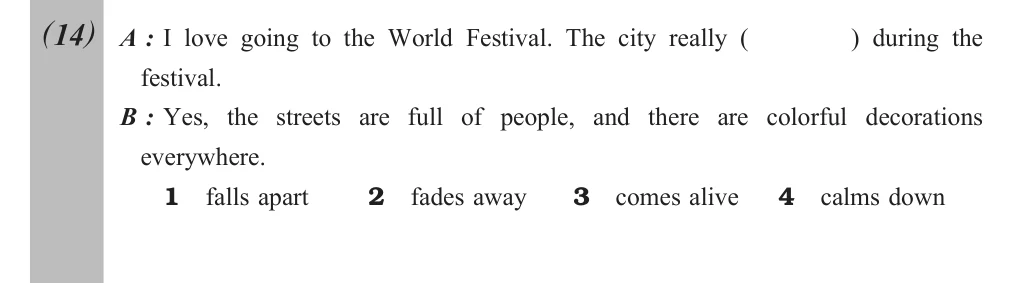 (14) A : I love going to the World Festival. The city really (   ) during the
festival.
B : Yes, the streets are full of people, and there are colorful decorations
everywhere.
1 falls apart 2 fades away 3 comes alive 4 calms down